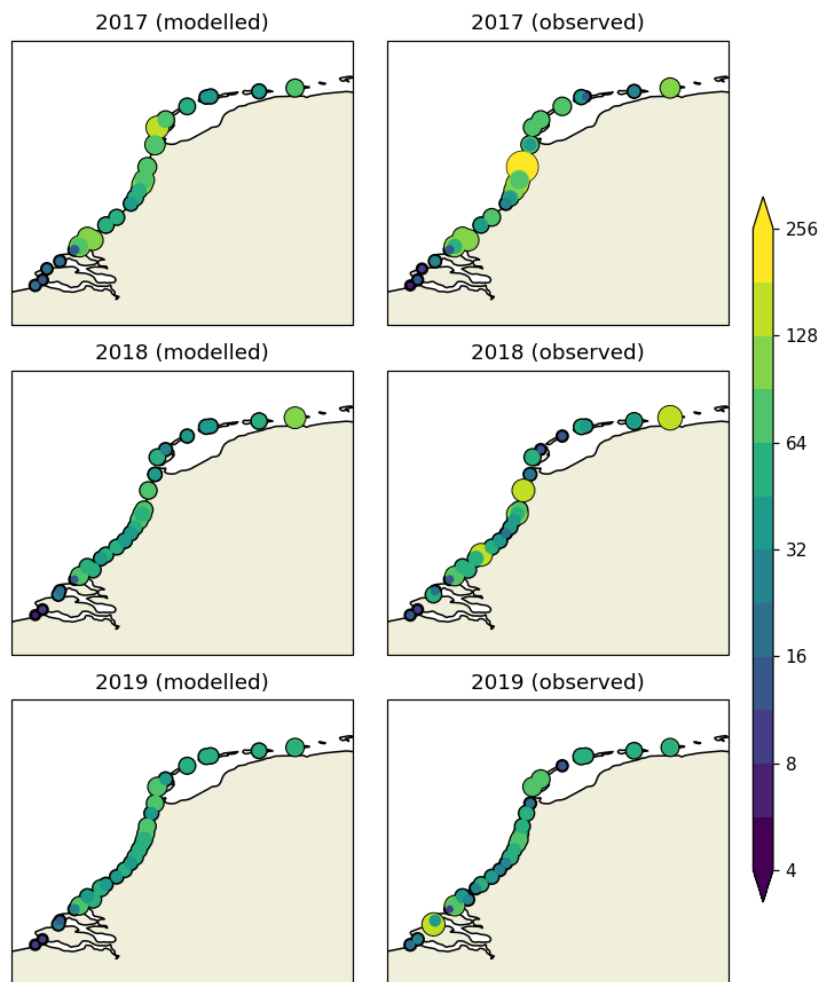 2017 (modelled)
2017 (observed)
2018 (modelled)
2018 (observed)
2019 (modelled)
2019 (observed)
256
128
64
32
16
8
4